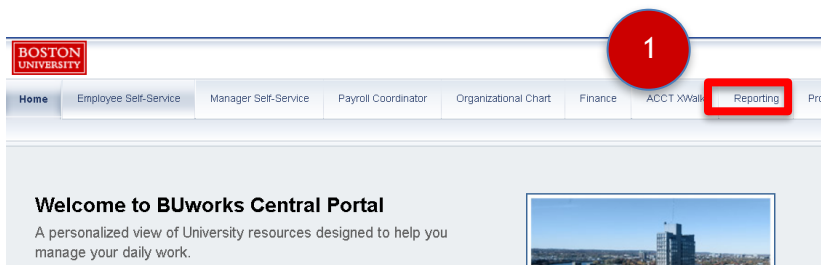 1
BOSTON
UNIVERSITY
Home Employee Self-Service Manager Self-Service Payroll Coordinator Organizational Chart Finance ACCT XWalk Reporting Pro
Welcome to BUworks Central Portal
A personalized view of University resources designed to help you
manage your daily work.